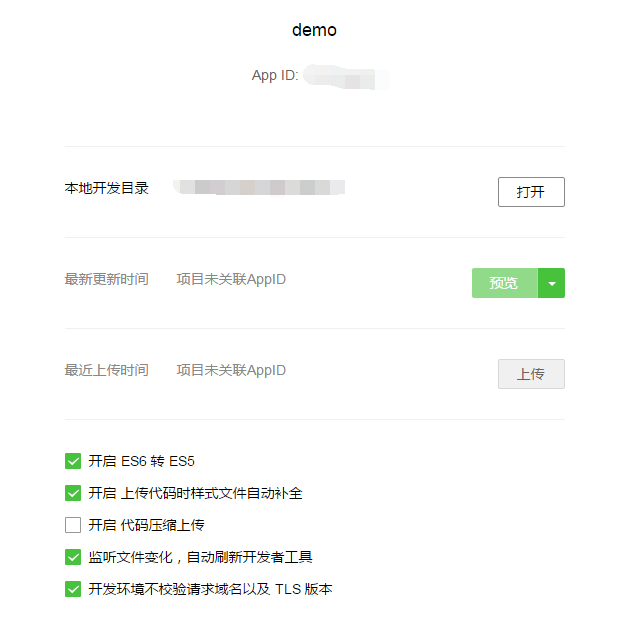 demo
App ID:
本地开发目录 打开
最新更新时间 项目未关联AppID 预览
最近上传时间 项目未关联AppID 上传
开启 ES6 转 ES5
开启 上传代码时样式文件自动补全
开启 代码压缩上传
监听文件变化，自动刷新开发者工具
开发环境不校验请求域名以及 TLS 版本